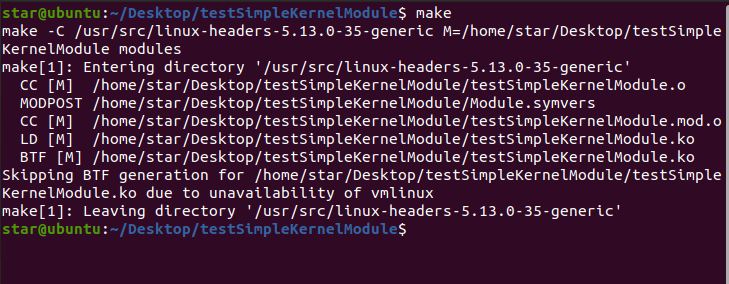 star@ubuntu:~/Desktop/testSimpleKernelModule$ make
make -C /usr/src/linux-headers-5.13.0-35-generic M=/home/star/Desktop/testSimple
KernelModule modules
make[1]: Entering directory '/usr/src/linux-headers-5.13.0-35-generic'
  CC [M]  /home/star/Desktop/testSimpleKernelModule/testSimpleKernelModule.o
  MODPOST /home/star/Desktop/testSimpleKernelModule/Module.symvers
  CC [M]  /home/star/Desktop/testSimpleKernelModule/testSimpleKernelModule.mod.o
  LD [M]  /home/star/Desktop/testSimpleKernelModule/testSimpleKernelModule.ko
  BTF [M] /home/star/Desktop/testSimpleKernelModule/testSimpleKernelModule.ko
Skipping BTF generation for /home/star/Desktop/testSimpleKernelModule/testSimple
KernelModule.ko due to unavailability of vmlinux
make[1]: Leaving directory '/usr/src/linux-headers-5.13.0-35-generic'
star@ubuntu:~/Desktop/testSimpleKernelModule$